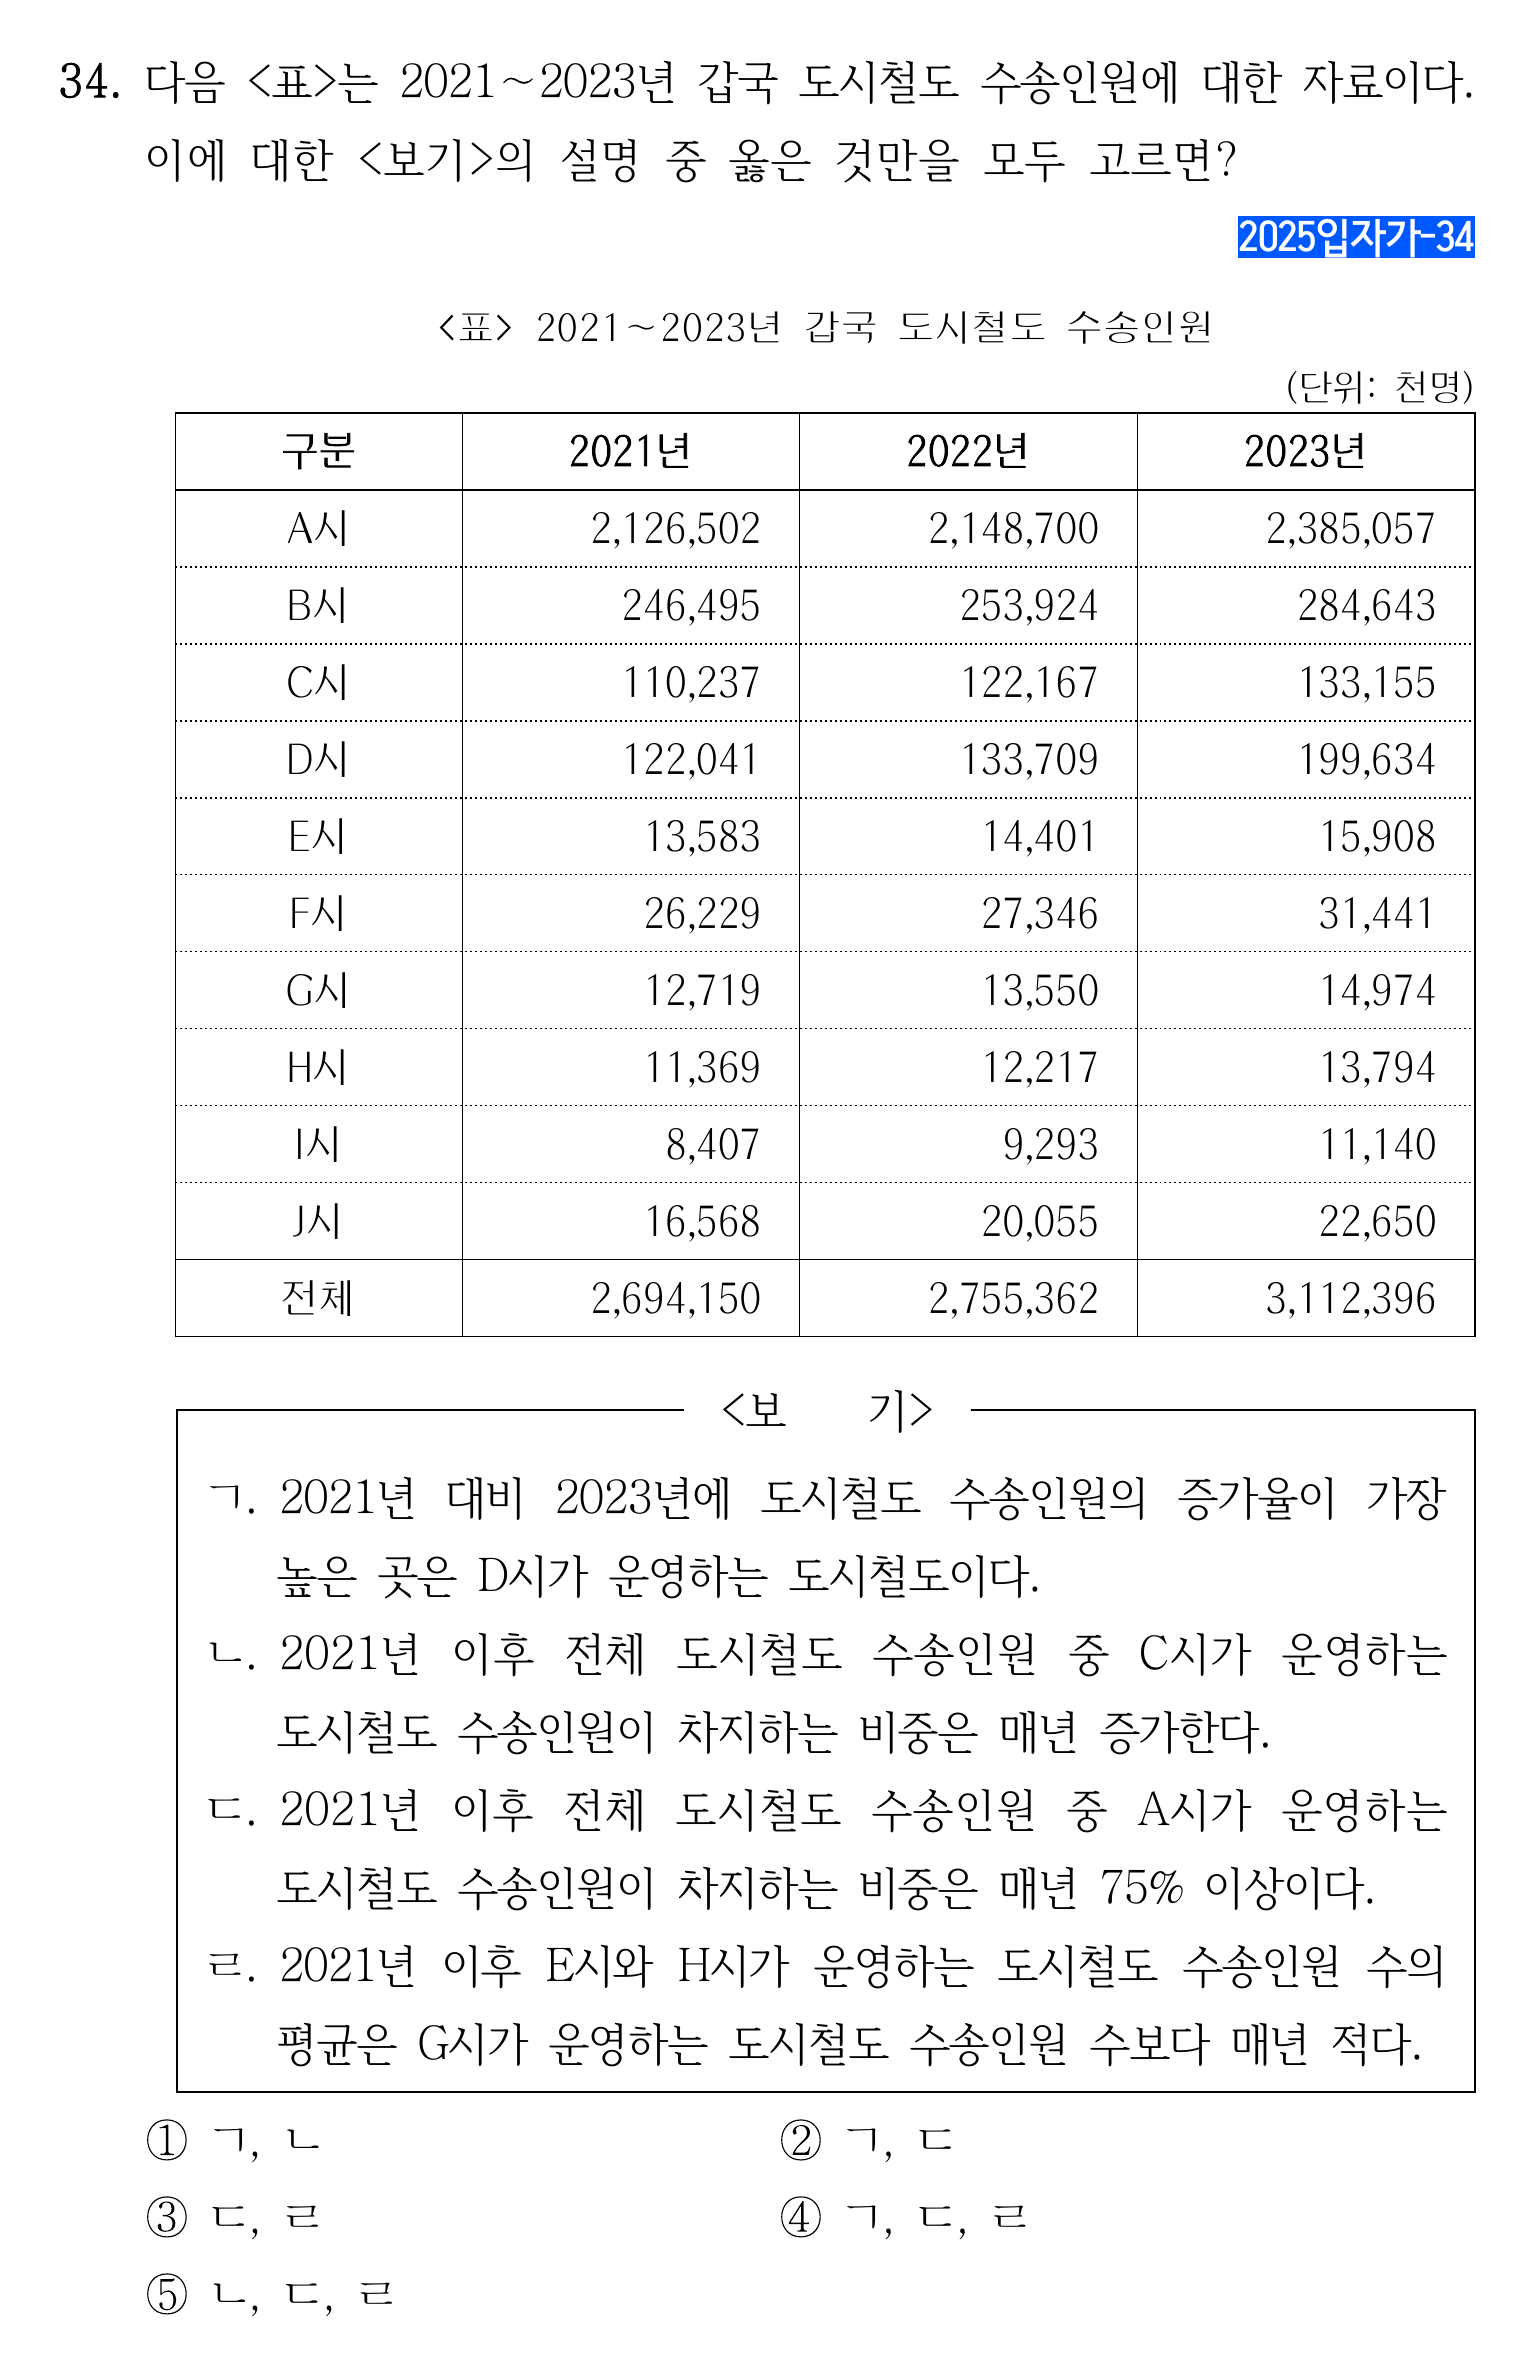 34. 다음 <표>는 2021～2023년 갑국 도시철도 수송인원에 대한 자료이다.
이에 대한 <보기>의 설명 중 옳은 것만을 모두 고르면?
2025입자가-34
<표> 2021～2023년 갑국 도시철도 수송인원
(단위: 천명)
구분 2021년 2022년 2023년
A시 2,126,502 2,148,700 2,385,057
B시 246,495 253,924 284,643
C시 110,237 122,167 133,155
D시 122,041 133,709 199,634
E시 13,583 14,401 15,908
F시 26,229 27,346 31,441
G시 12,719 13,550 14,974
H시 11,369 12,217 13,794
I시 8,407 9,293 11,140
J시 16,568 20,055 22,650
전체 2,694,150 2,755,362 3,112,396
<보 기>
ㄱ. 2021년 대비 2023년에 도시철도 수송인원의 증가율이 가장
높은 곳은 D시가 운영하는 도시철도이다.
ㄴ. 2021년 이후 전체 도시철도 수송인원 중 C시가 운영하는
도시철도 수송인원이 차지하는 비중은 매년 증가한다.
ㄷ. 2021년 이후 전체 도시철도 수송인원 중 A시가 운영하는
도시철도 수송인원이 차지하는 비중은 매년 75% 이상이다.
ㄹ. 2021년 이후 E시와 H시가 운영하는 도시철도 수송인원 수의
평균은 G시가 운영하는 도시철도 수송인원 수보다 매년 적다.
① ㄱ, ㄴ ② ㄱ, ㄷ
③ ㄷ, ㄹ ④ ㄱ, ㄷ, ㄹ
⑤ ㄴ, ㄷ, ㄹ